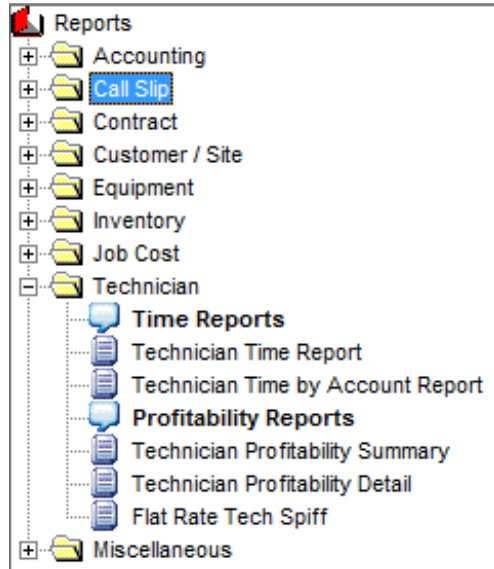 Reports
Accounting
Call Slip
Contract
Customer / Site
Equipment
Inventory
Job Cost
Technician
Time Reports
Technician Time Report
Technician Time by Account Report
Profitability Reports
Technician Profitability Summary
Technician Profitability Detail
Flat Rate Tech Spiff
Miscellaneous